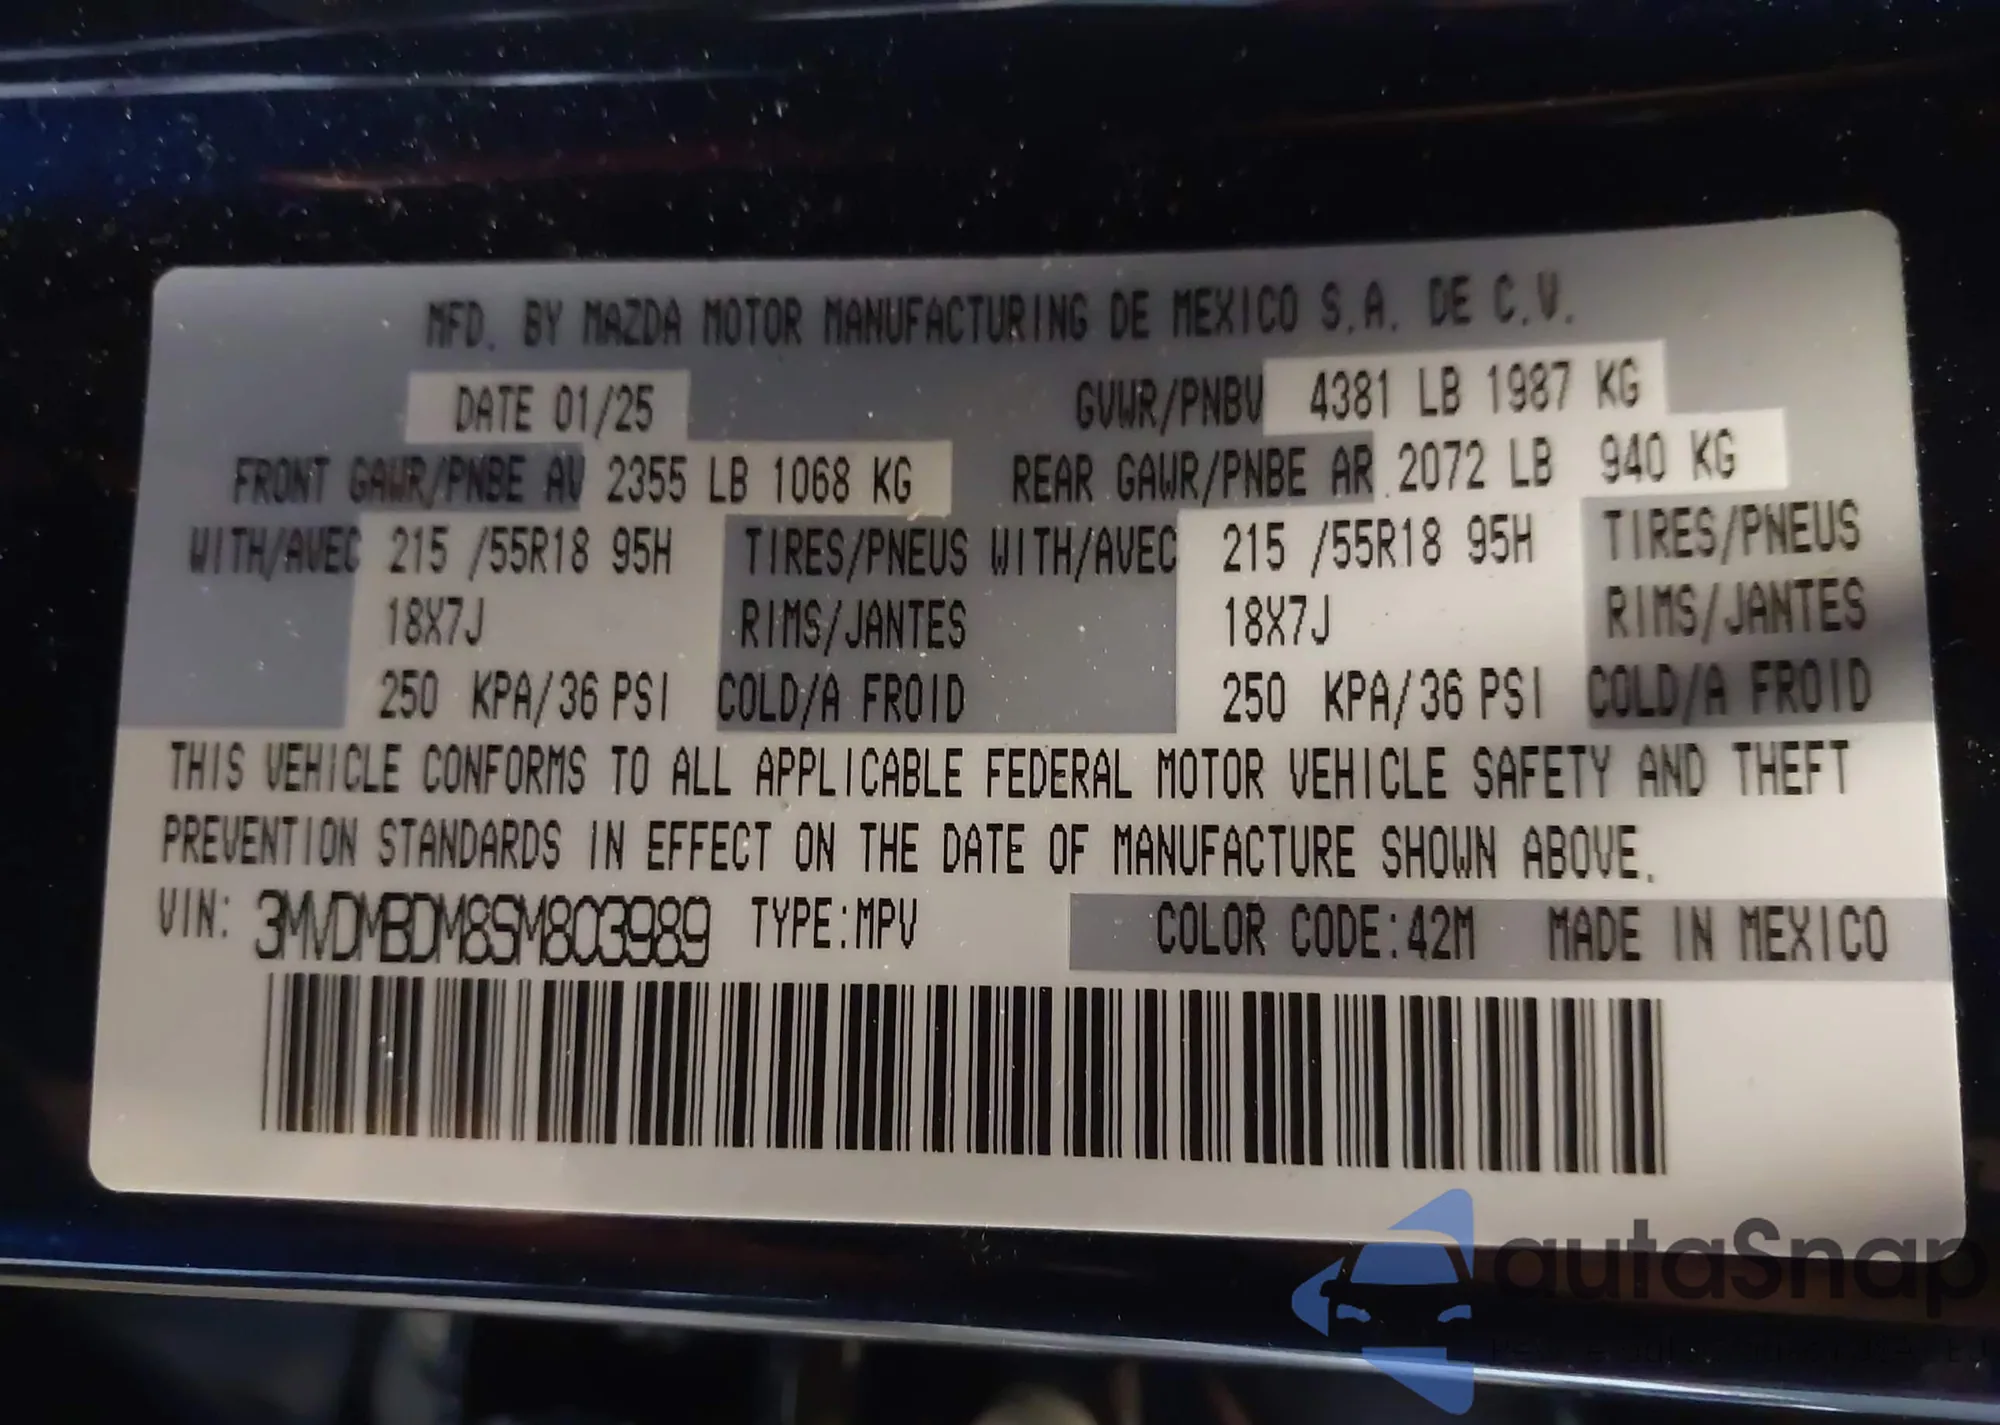 MFD. BY MAZDA MOTOR MANUFACTURING DE MEXICO S.A. DE C.V.
DATE 01/25 GVWR/PNBV 4381 LB 1987 KG
FRONT GAWR/PNBE AV 2355 LB 1068 KG REAR GAWR/PNBE AR 2072 LB 940 KG
WITH/AVEC 215 /55R18 95H TIRES/PNEUS WITH/AVEC 215 /55R18 95H TIRES/PNEUS
18X7J RIMS/JANTES 18X7J RIMS/JANTES
250 KPA/36 PSI COLD/A FROID 250 KPA/36 PSI COLD/A FROID
THIS VEHICLE CONFORMS TO ALL APPLICABLE FEDERAL MOTOR VEHICLE SAFETY AND THEFT
PREVENTION STANDARDS IN EFFECT ON THE DATE OF MANUFACTURE SHOWN ABOVE.
VIN: 3MVDMBDM8SM803989 TYPE:MPV COLOR CODE:42M MADE IN MEXICO
autaSnap